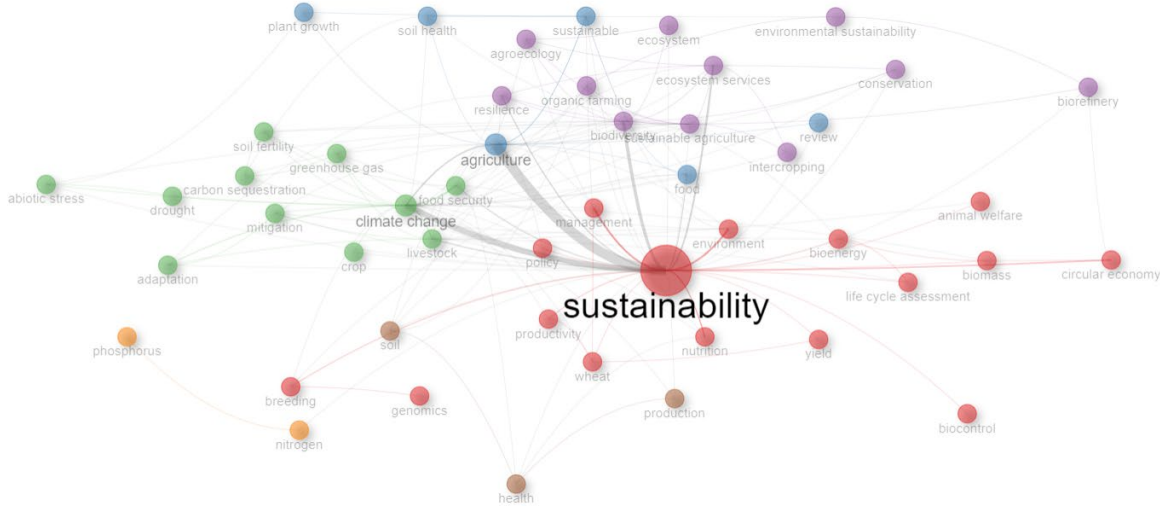 plant growth
soil health
sustainable
ecosystem
environmental sustainability
agroecology
ecosystem services
conservation
organic farming
resilience
biorefinery
biodiversity
sustainable agriculture
review
soil fertility
agriculture
greenhouse gas
intercropping
carbon sequestration
food security
food
abiotic stress
drought
climate change
mitigation
management
animal welfare
livestock
environment
crop
policy
bioenergy
adaptation
biomass
circular economy
life cycle assessment
sustainability
productivity
soil
nutrition
yield
phosphorus
wheat
breeding
genomics
production
biocontrol
nitrogen
health